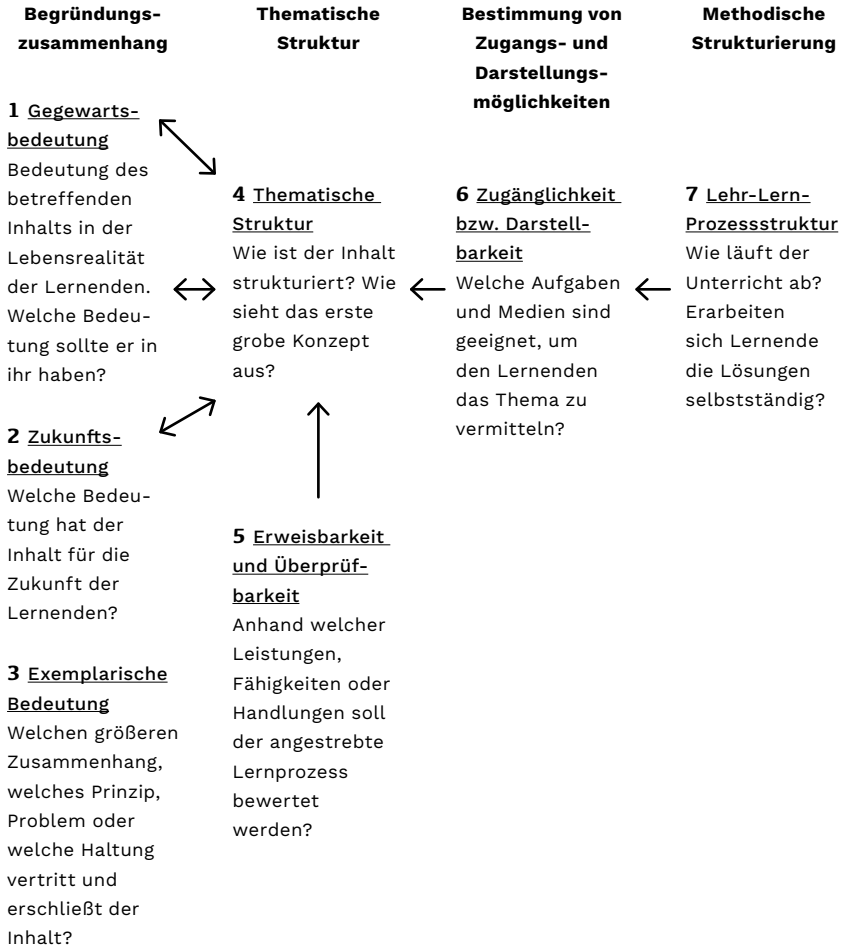 Begründungs-
zusammenhang
Thematische
Struktur
Bestimmung von
Zugangs- und
Darstellungs-
möglichkeiten
Methodische
Strukturierung
1 Gegewarts-
bedeutung
Bedeutung des
betreffenden
Inhalts in der
Lebensrealität
der Lernenden.
Welche Bedeu-
tung sollte er in
ihr haben?
2 Zukunfts-
bedeutung
Welche Bedeu-
tung hat der
Inhalt für die
Zukunft der
Lernenden?
3 Exemplarische
Bedeutung
Welchen größeren
Zusammenhang,
welches Prinzip,
Problem oder
welche Haltung
vertritt und
erschließt der
Inhalt?
4 Thematische
Struktur
Wie ist der Inhalt
strukturiert? Wie
sieht das erste
grobe Konzept
aus?
5 Erweisbarkeit
und Überprüf-
barkeit
Anhand welcher
Leistungen,
Fähigkeiten oder
Handlungen soll
der angestrebte
Lernprozess
bewertet
werden?
6 Zugänglichkeit
bzw. Darstell-
barkeit
Welche Aufgaben
und Medien sind
geeignet, um
den Lernenden
das Thema zu
vermitteln?
7 Lehr-Lern-
Prozessstruktur
Wie läuft der
Unterricht ab?
Erarbeiten
sich Lernende
die Lösungen
selbstständig?